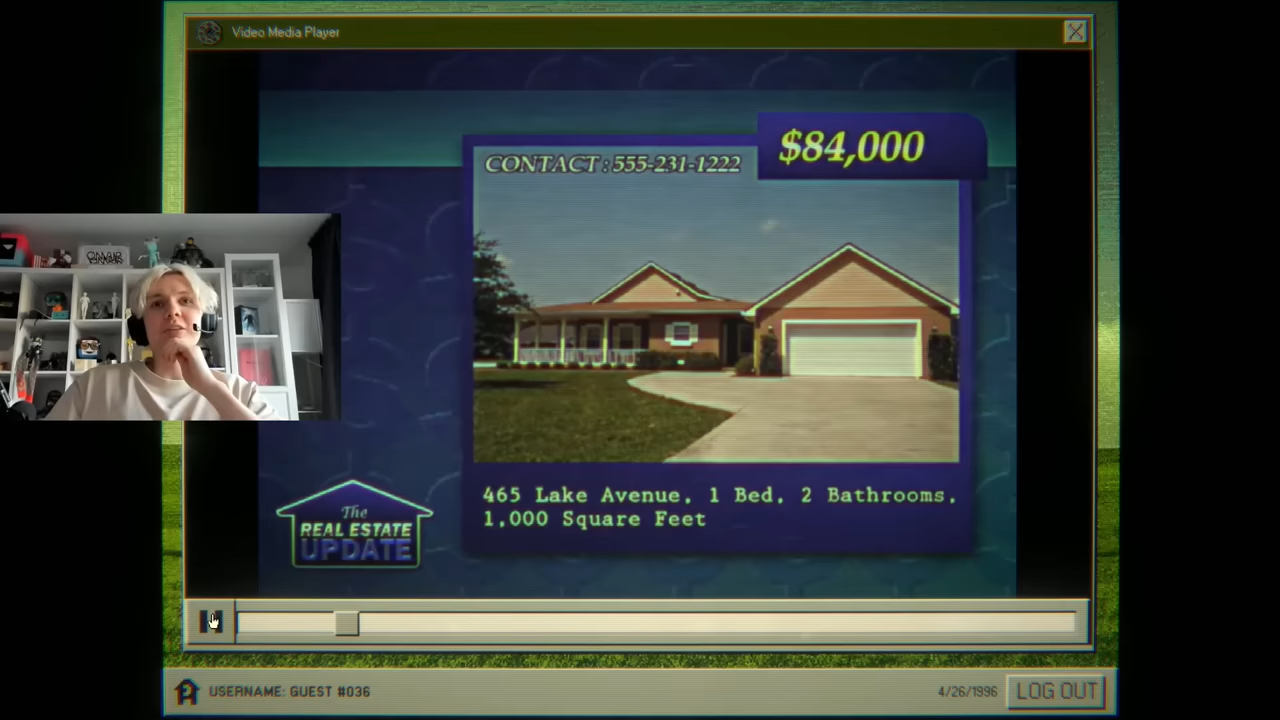 Video Media Player
$84,000
CONTACT : 555-231-1222
465 Lake Avenue, 1 Bed, 2 Bathrooms,
1,000 Square Feet
The
REAL ESTATE
UPDATE
USERNAME: GUEST #036
4/26/1996
LOG OUT